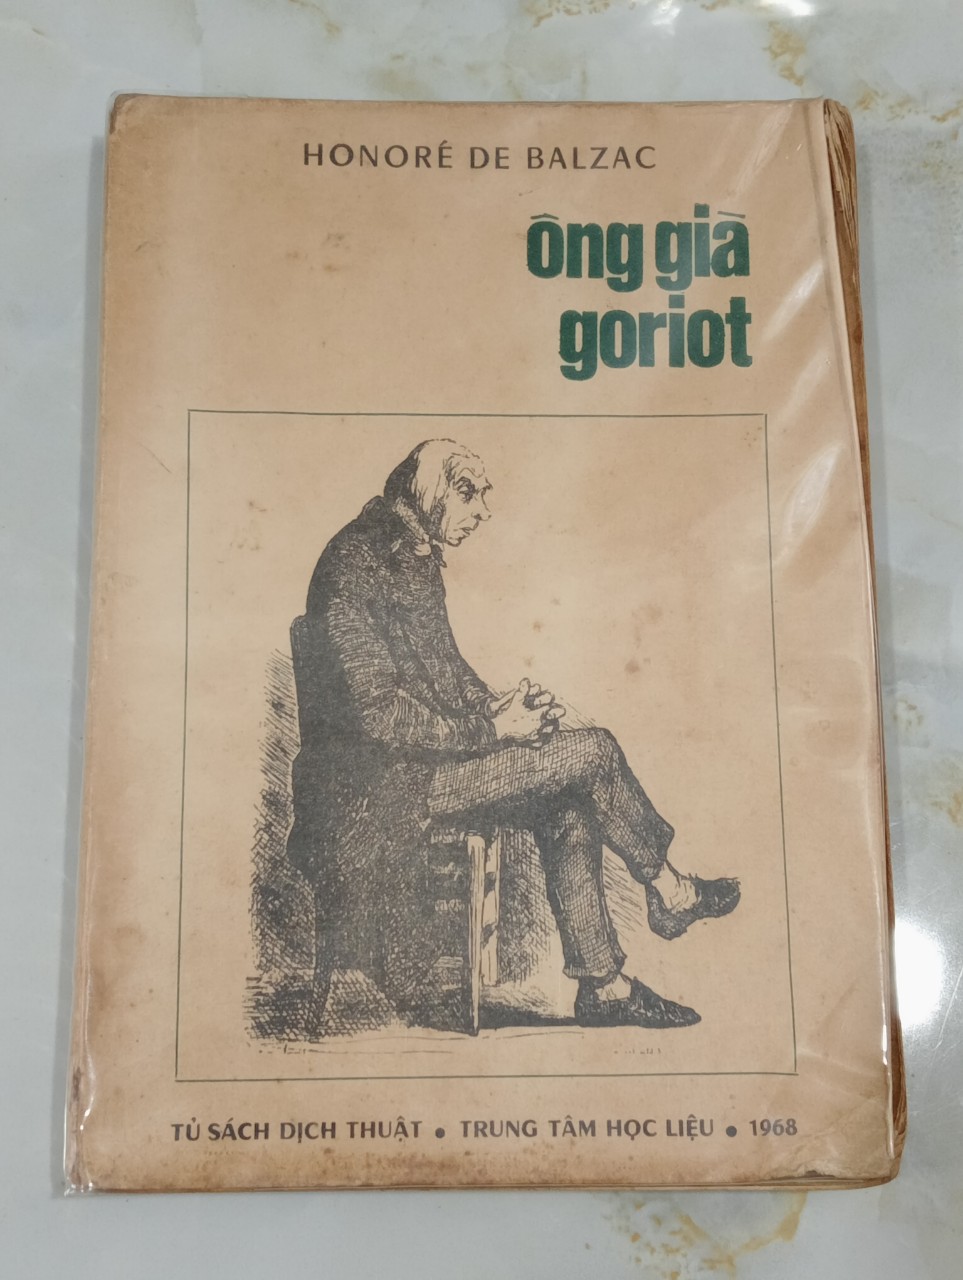 HONORÉ DE BALZAC
ông già
goriot
TỦ SÁCH DỊCH THUẬT • TRUNG TÂM HỌC LIỆU • 1968